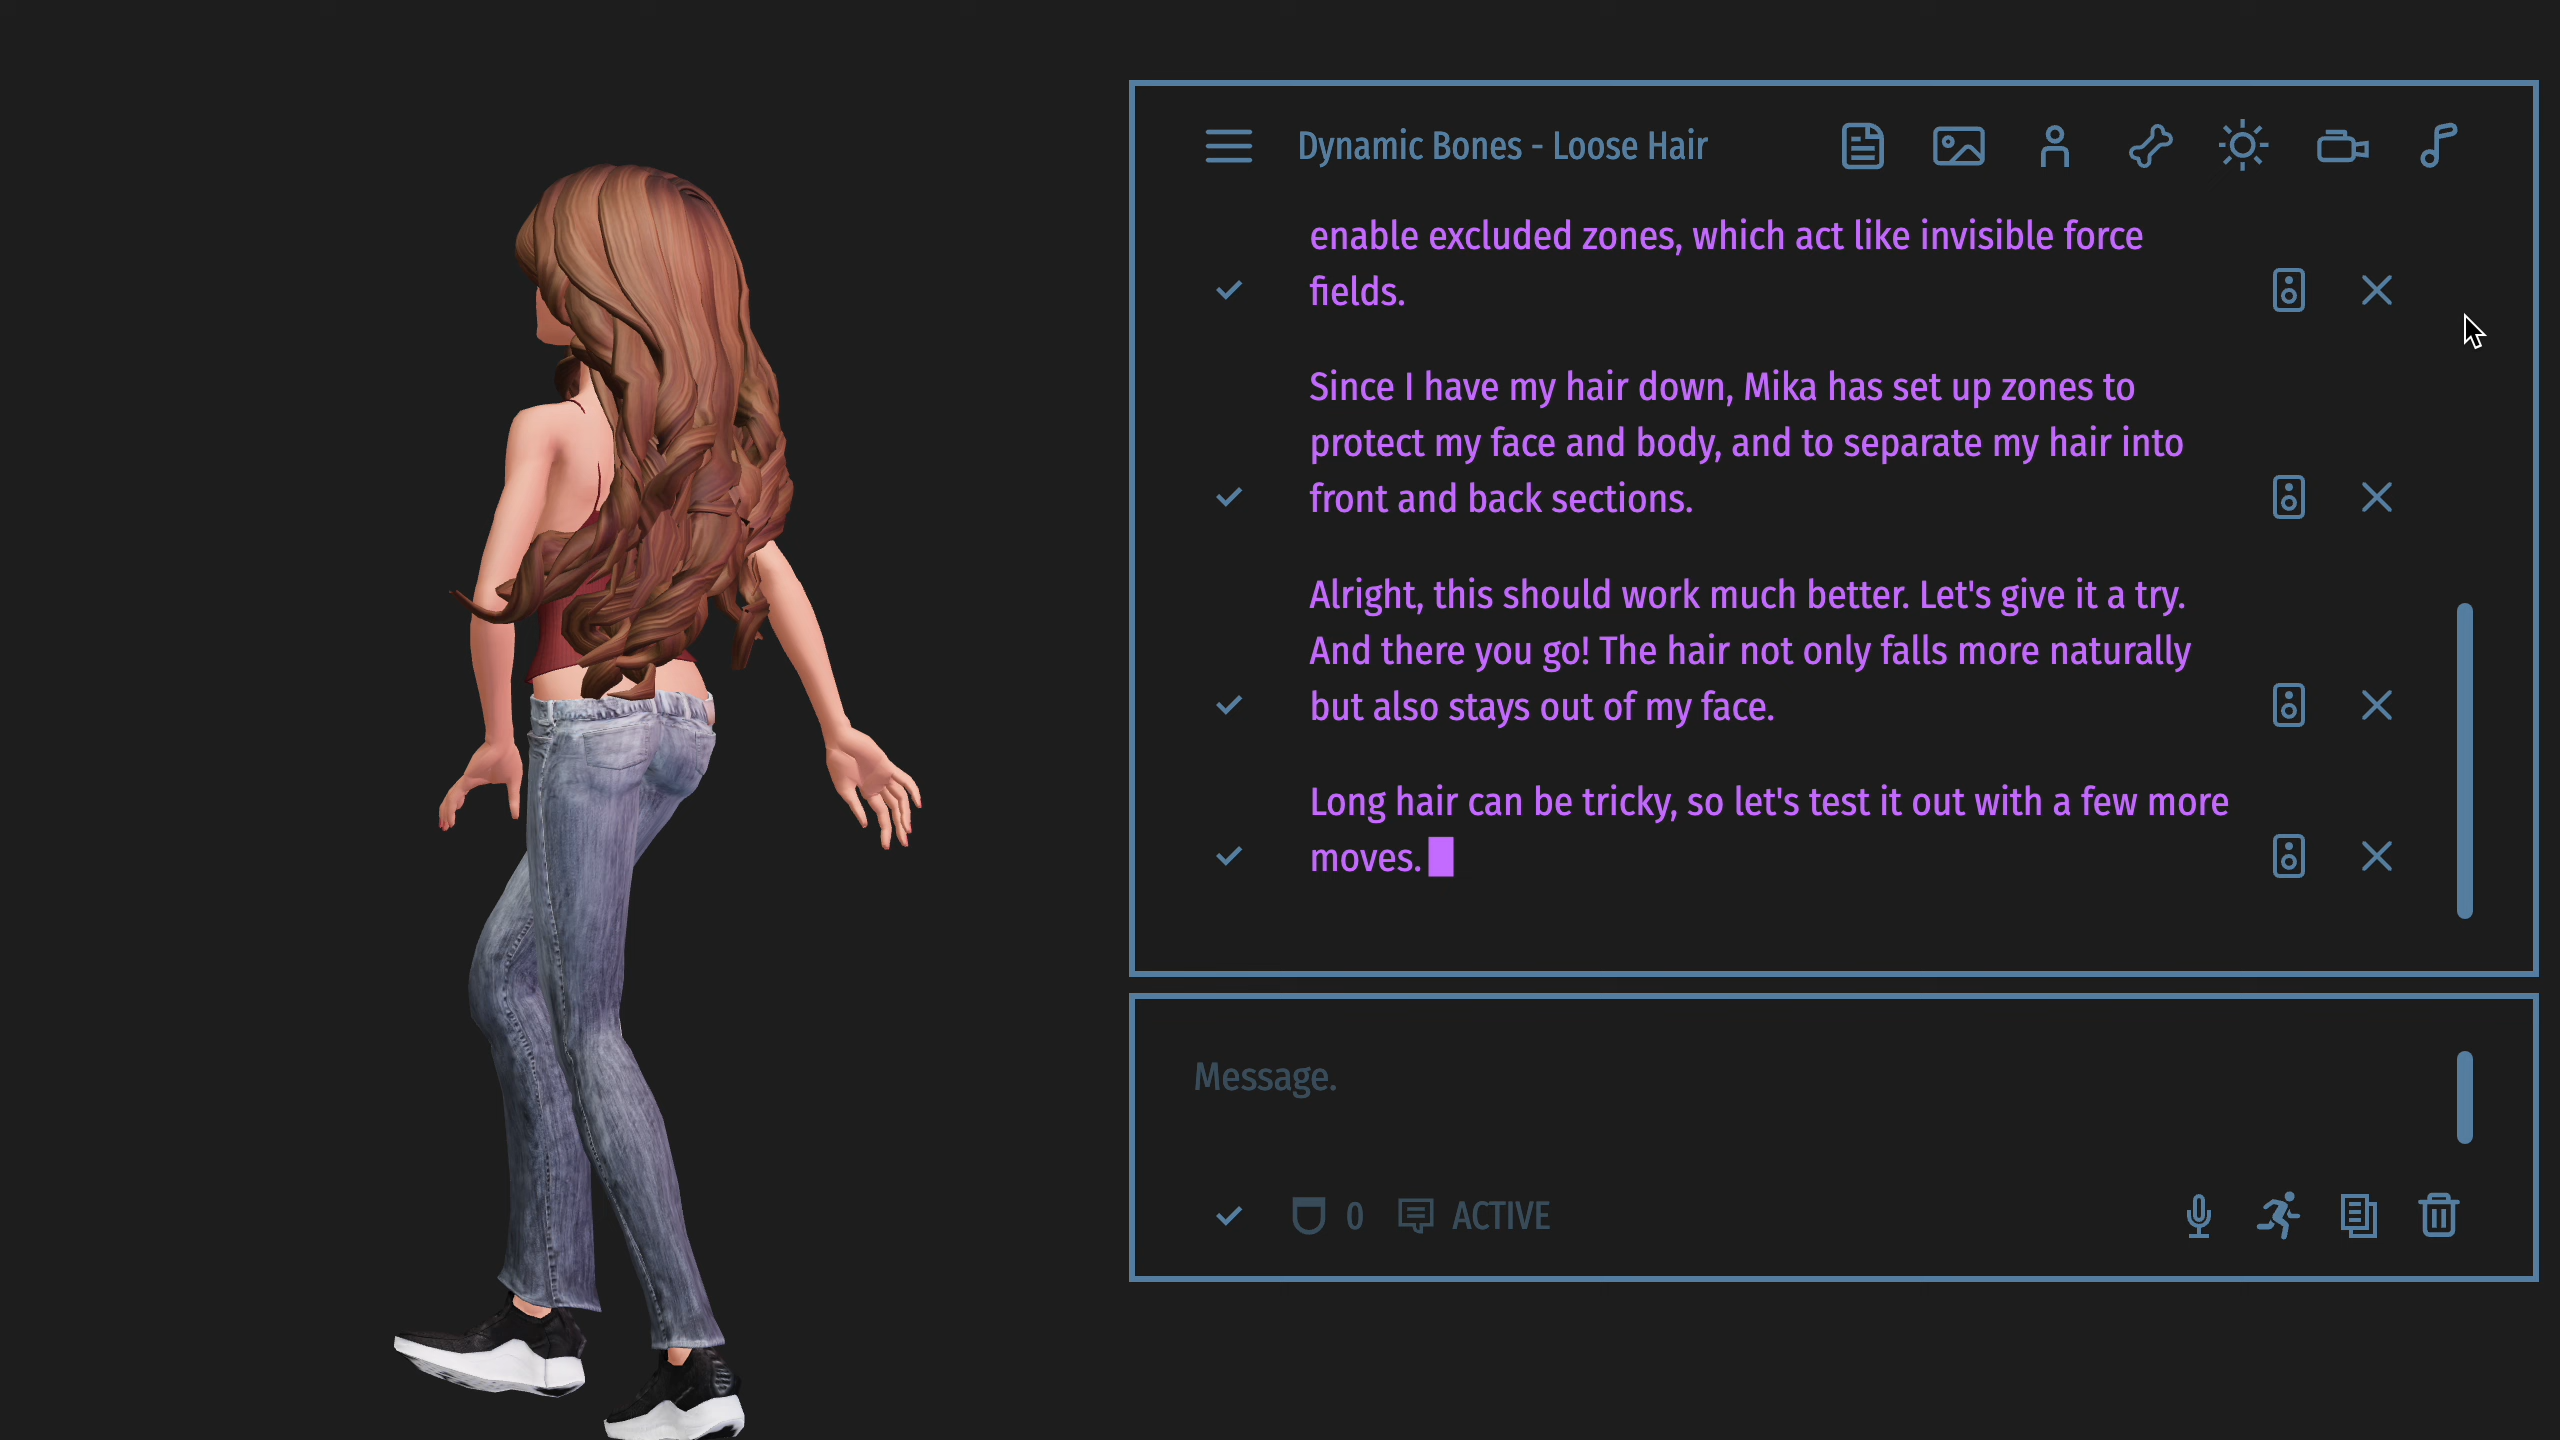 Dynamic Bones - Loose Hair
enable excluded zones, which act like invisible force
fields.
Since I have my hair down, Mika has set up zones to
protect my face and body, and to separate my hair into
front and back sections.
Alright, this should work much better. Let's give it a try.
And there you go! The hair not only falls more naturally
but also stays out of my face.
Long hair can be tricky, so let's test it out with a few more
moves.
Message.
0 ACTIVE